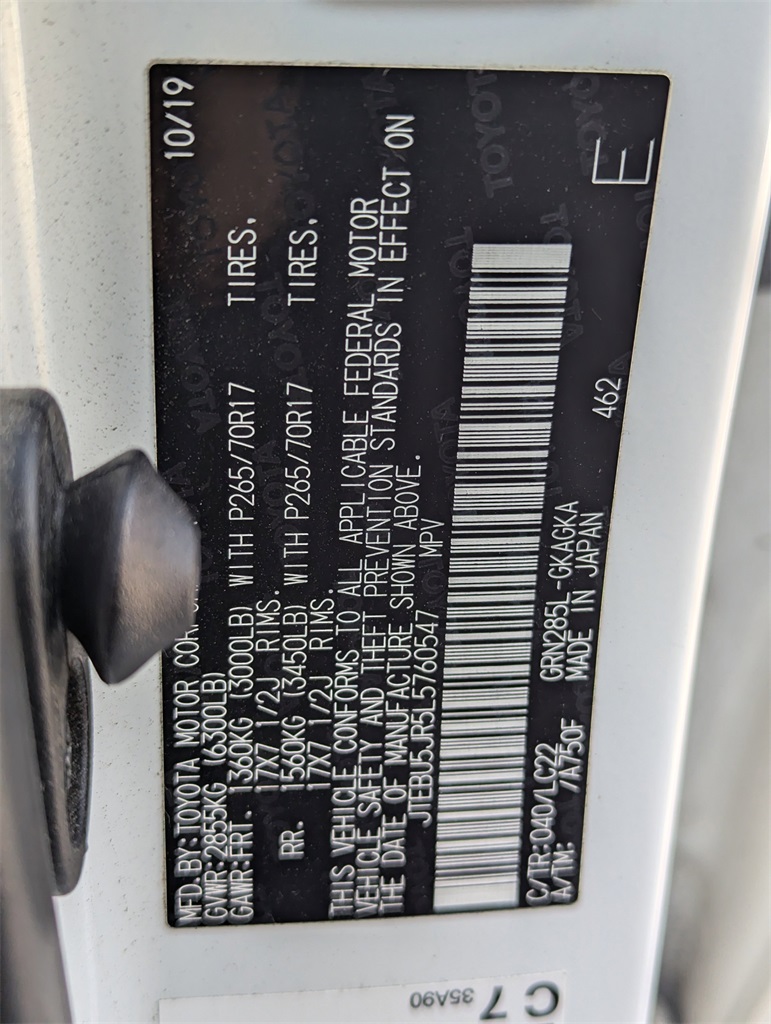 MFD.BY:TOYOTA MOTOR 10/19
GVWR:2855KG (6300LB)
GAWR:FRT. 1360KG (3000LB) WITH P265/70R17 TIRES,
17X7 1/2J RIMS.
RR. 1560KG (3450LB) WITH P265/70R17 TIRES,
17X7 1/2J RIMS.
THIS VEHICLE CONFORMS TO ALL APPLICABLE FEDERAL MOTOR
VEHICLE SAFETY AND THEFT PREVENTION STANDARDS IN EFFECT ON
THE DATE OF MANUFACTURE SHOWN ABOVE.
JTEBU5JR5L5760547 MPV
C/TR:040/LC22 GRN285L-GKAGKA 462 E
A/TM: /A750F MADE IN JAPAN
C7
35A90